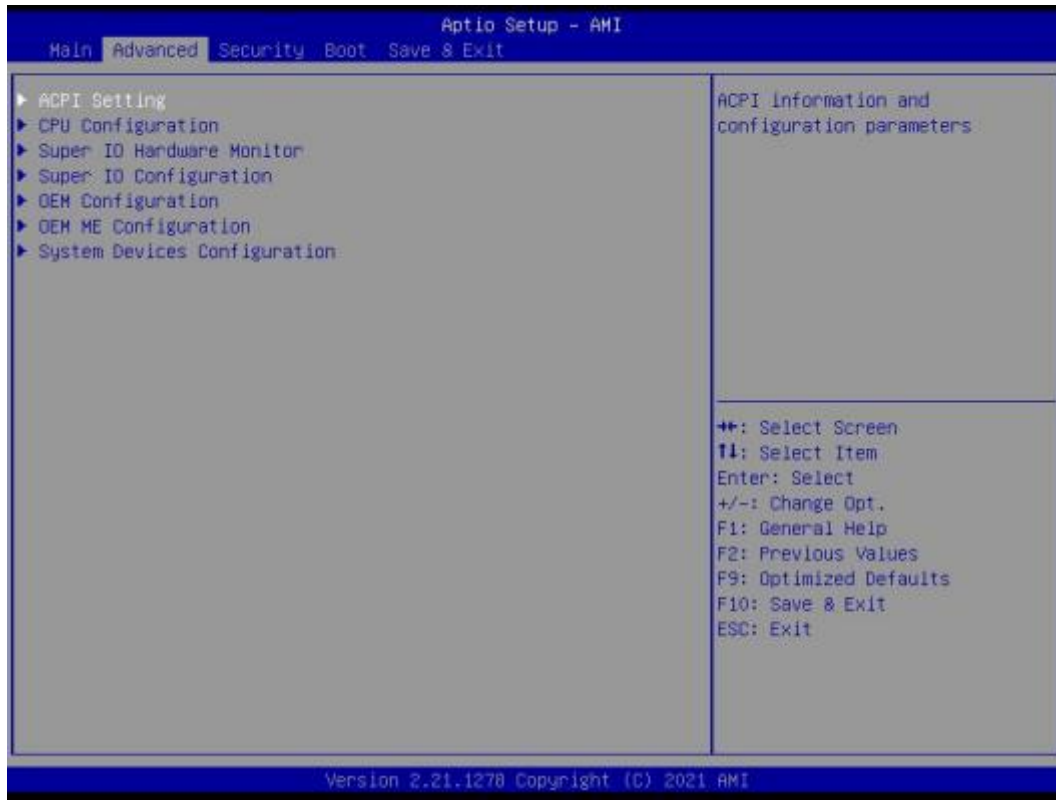 Aptio Setup - AMI
Main Advanced Security Boot Save & Exit
▶ ACPI Setting
▶ CPU Configuration
▶ Super IO Hardware Monitor
▶ Super IO Configuration
▶ OEM Configuration
▶ OEM ME Configuration
▶ System Devices Configuration
ACPI information and
configuration parameters
→←: Select Screen
↑↓: Select Item
Enter: Select
+/-: Change Opt.
F1: General Help
F2: Previous Values
F9: Optimized Defaults
F10: Save & Exit
ESC: Exit
Version 2.21.1278 Copyright (C) 2021 AMI